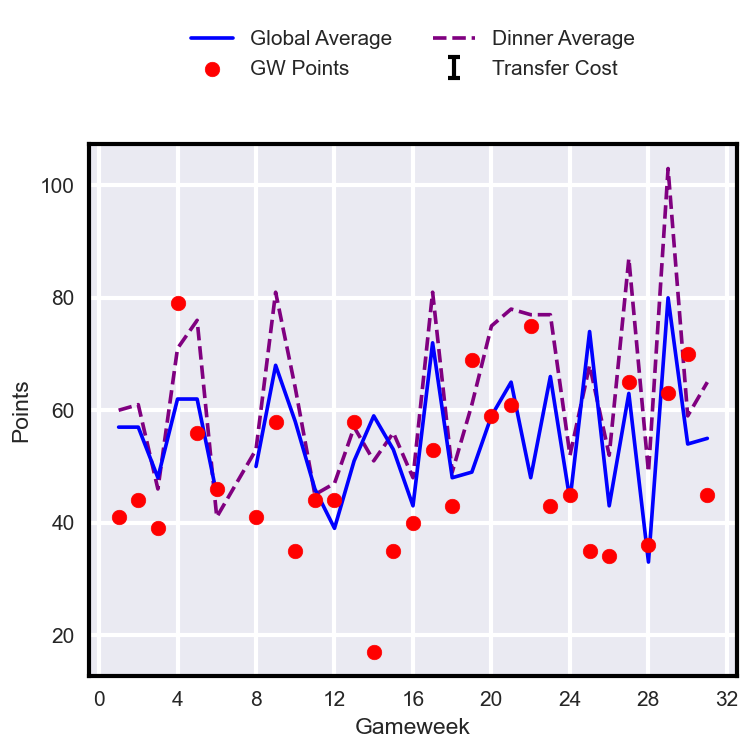 Global Average
GW Points
Dinner Average
Transfer Cost
Points
100
80
60
40
20
0 4 8 12 16 20 24 28 32
Gameweek